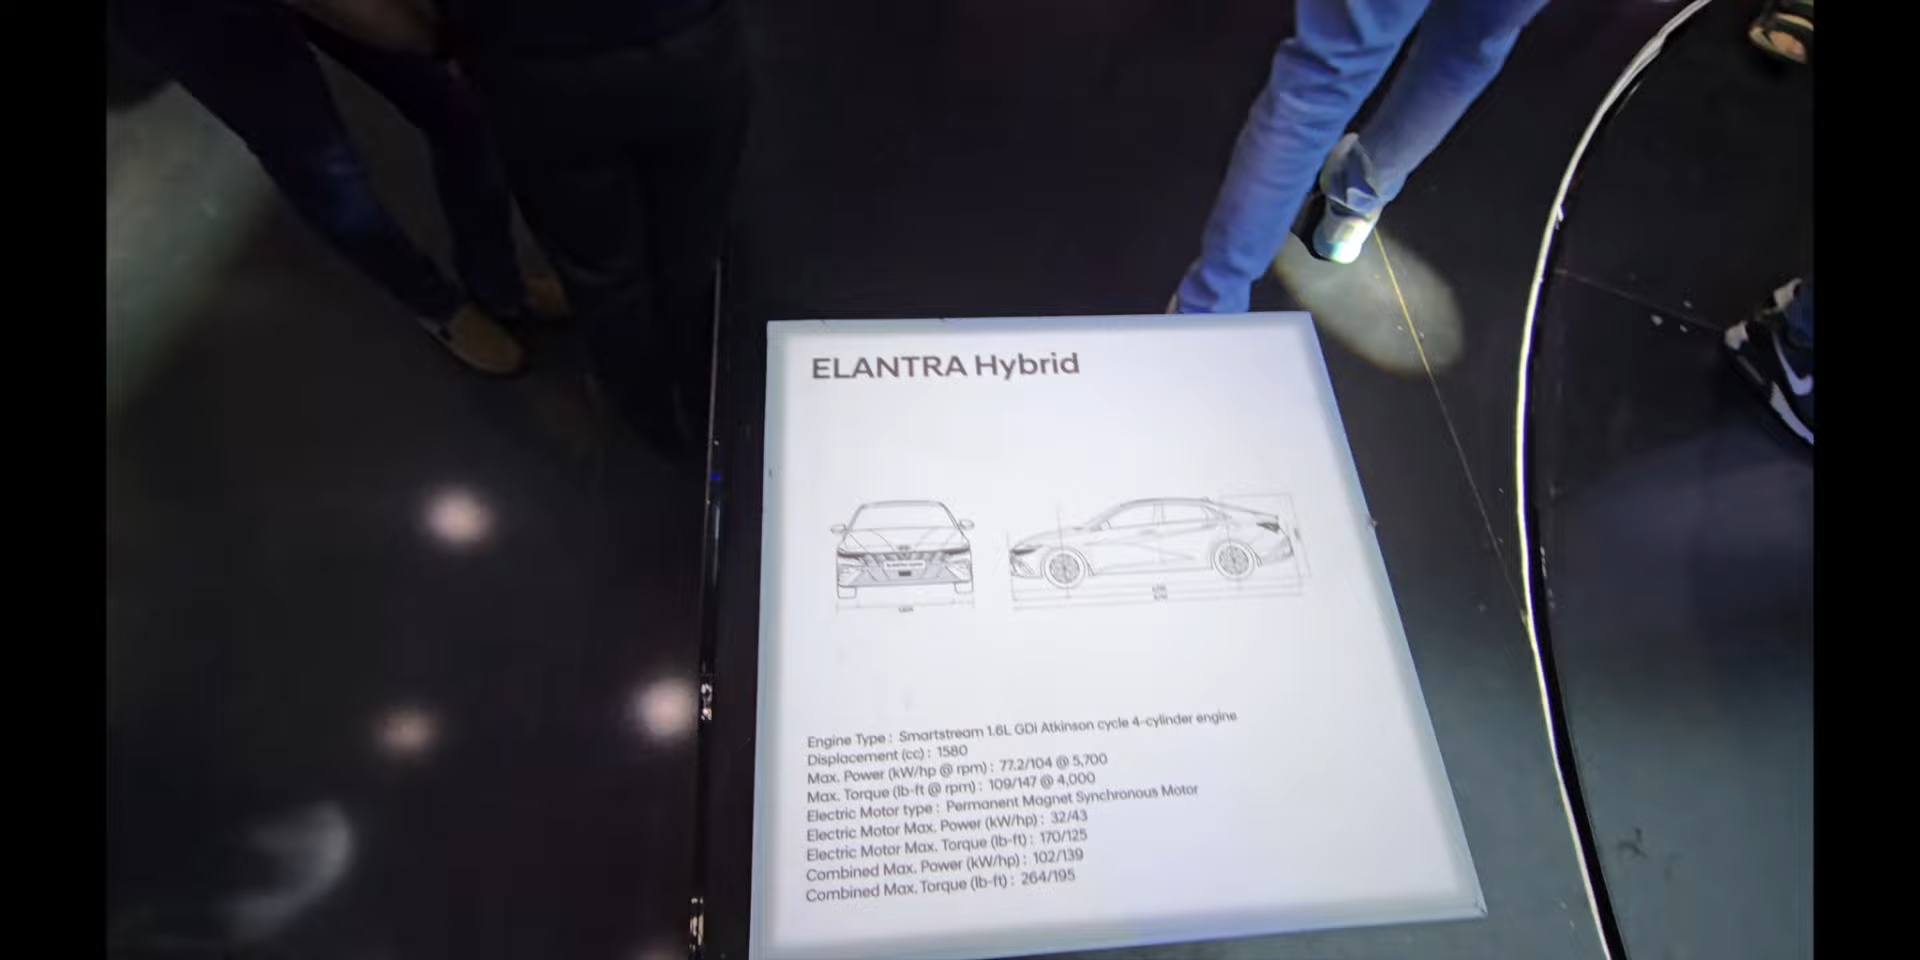 ELANTRA Hybrid
Engine Type : Smartstream 1.6L GDI Atkinson cycle 4-cylinder engine
Displacement (cc) : 1580
Max. Power (kW/hp @ rpm) : 77.2/104 @ 5,700
Max. Torque (lb-ft @ rpm) : 109/147 @ 4,000
Electric Motor type : Permanent Magnet Synchronous Motor
Electric Motor Max. Power (kW/hp) : 32/43
Electric Motor Max. Torque (lb-ft) : 170/125
Combined Max. Power (kW/hp) : 102/139
Combined Max. Torque (lb-ft) : 264/195